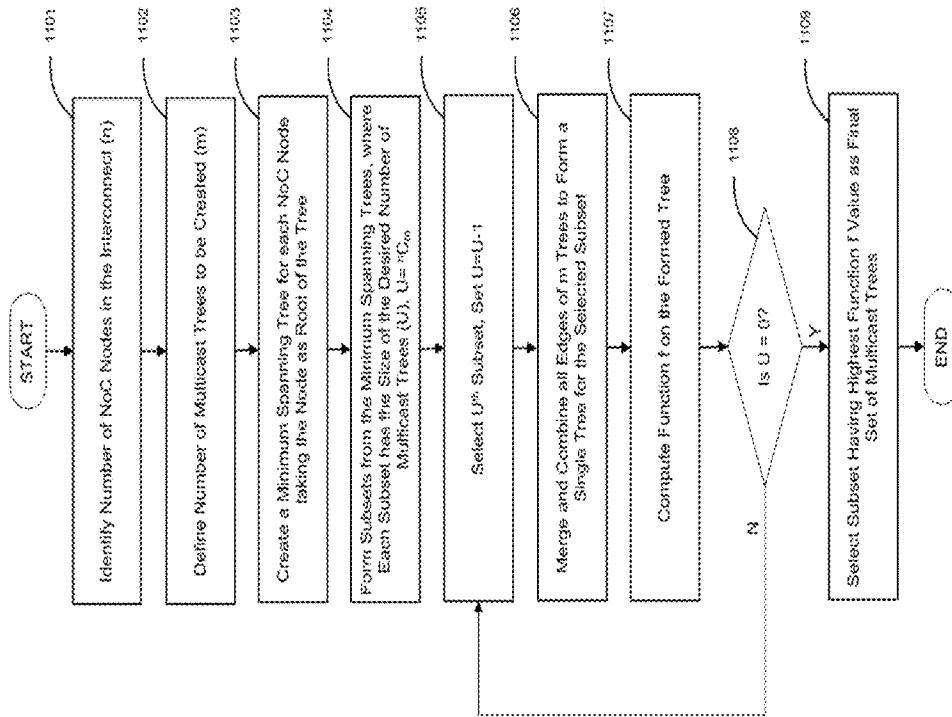 START
1101
Identify Number of NoC Nodes in the Interconnect (n)
1102
Define Number of Multicast Trees to be Created (m)
1103
Create a Minimum Spanning Tree for each NoC Node
taking the Node as Root of the Tree
1104
Form Subsets from the Minimum Spanning Trees, where
Each Subset has the Size of the Desired Number of
Multicast Trees (U), U = ⁿCₘ
1105
Select Uᵗʰ Subset, Set U=U-1
1106
Merge and Combine all Edges of m Trees to Form a
Single Tree for the Selected Subset
1107
Compute Function f on the Formed Tree
1108
Is U = 0?
N
Y
1109
Select Subset Having Highest Function f Value as Final
Set of Multicast Trees
END